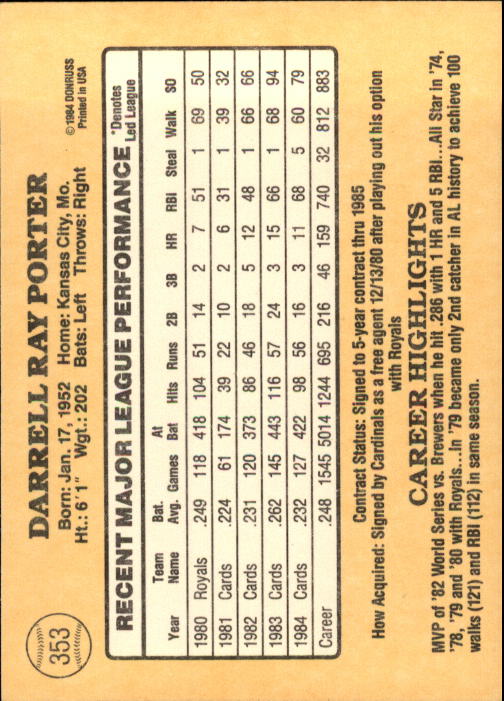 353
DARRELL RAY PORTER
Born: Jan. 17, 1952 Home: Kansas City, Mo.
Ht.: 6'1" Wgt.: 202 Bats: Left Throws: Right
©1984 DONRUSS
Printed in USA
RECENT MAJOR LEAGUE PERFORMANCE
*Denotes
Led League
Year Team Name Bat. Avg. Games At Bat Hits Runs 2B 3B HR RBI Steal Walk SO
1980 Royals .249 118 418 104 51 14 2 7 51 1 69 50
1981 Cards .224 61 174 39 22 10 2 6 31 1 39 32
1982 Cards .231 120 373 86 46 18 5 12 48 1 66 66
1983 Cards .262 145 443 116 57 24 3 15 66 1 68 94
1984 Cards .232 127 422 98 56 16 3 11 68 5 60 79
Career .248 1545 5014 1244 695 216 46 159 740 32 812 883
Contract Status: Signed to 5-year contract thru 1985
How Acquired: Signed by Cardinals as a free agent 12/13/80 after playing out his option
with Royals
CAREER HIGHLIGHTS
MVP of '82 World Series vs. Brewers when he hit .286 with 1 HR and 5 RBI...All Star in '74,
'78, '79 and '80 with Royals...In '79 became only 2nd catcher in AL history to achieve 100
walks (121) and RBI (112) in same season.